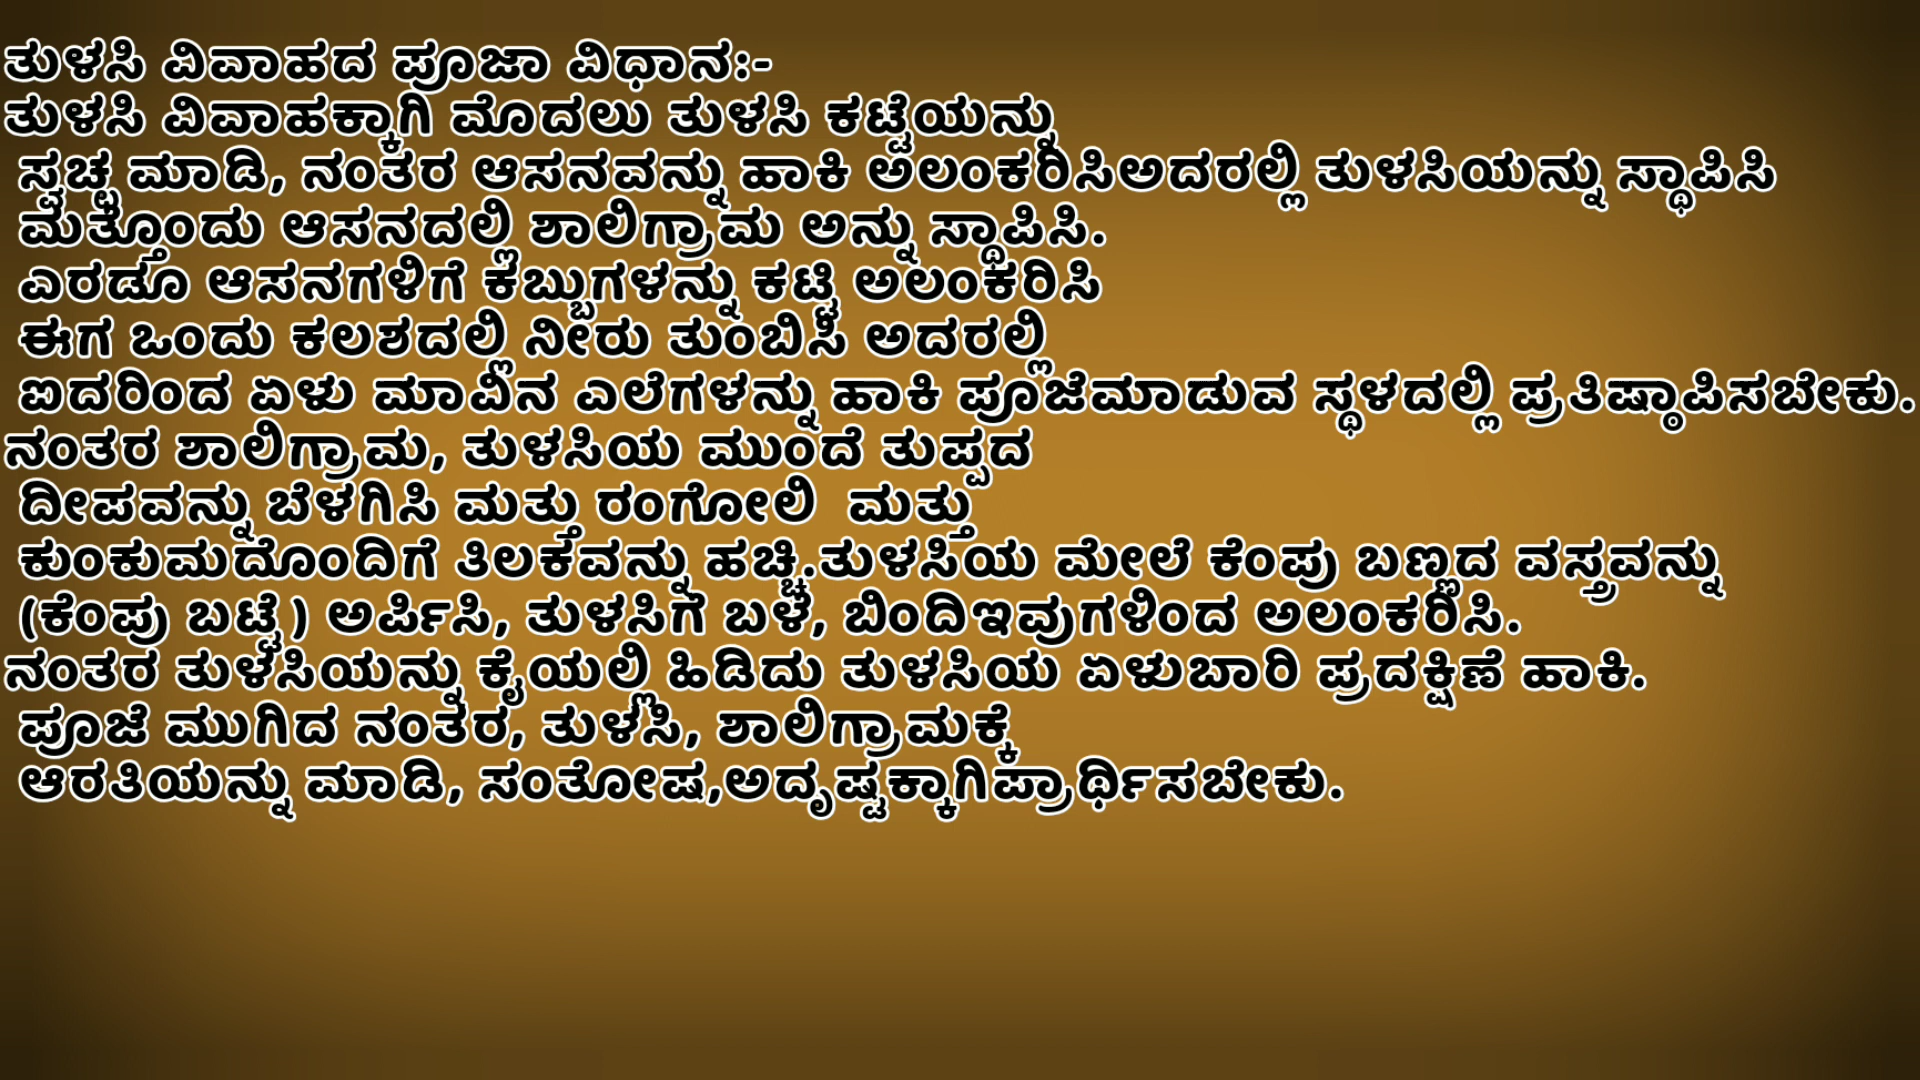 ತುಳಸಿ ವಿವಾಹದ ಪೂಜಾ ವಿಧಾನ:-
ತುಳಸಿ ವಿವಾಹಕ್ಕಾಗಿ ಮೊದಲು ತುಳಸಿ ಕಟ್ಟೆಯನ್ನು
ಸ್ವಚ್ಛ ಮಾಡಿ, ನಂತರ ಆಸನವನ್ನು ಹಾಕಿ ಅಲಂಕರಿಸಿಅದರಲ್ಲಿ ತುಳಸಿಯನ್ನು ಸ್ಥಾಪಿಸಿ
ಮತ್ತೊಂದು ಆಸನದಲ್ಲಿ ಶಾಲಿಗ್ರಾಮ ಅನ್ನು ಸ್ಥಾಪಿಸಿ.
ಎರಡೂ ಆಸನಗಳಿಗೆ ಕಬ್ಬುಗಳನ್ನು ಕಟ್ಟಿ ಅಲಂಕರಿಸಿ
ಈಗ ಒಂದು ಕಲಶದಲ್ಲಿ ನೀರು ತುಂಬಿಸಿ ಅದರಲ್ಲಿ
ಐದರಿಂದ ಏಳು ಮಾವಿನ ಎಲೆಗಳನ್ನು ಹಾಕಿ ಪೂಜೆಮಾಡುವ ಸ್ಥಳದಲ್ಲಿ ಪ್ರತಿಷ್ಠಾಪಿಸಬೇಕು.
ನಂತರ ಶಾಲಿಗ್ರಾಮ, ತುಳಸಿಯ ಮುಂದೆ ತುಪ್ಪದ
ದೀಪವನ್ನು ಬೆಳಗಿಸಿ ಮತ್ತು ರಂಗೋಲಿ ಮತ್ತು
ಕುಂಕುಮದೊಂದಿಗೆ ತಿಲಕವನ್ನು ಹಚ್ಚಿ.ತುಳಸಿಯ ಮೇಲೆ ಕೆಂಪು ಬಣ್ಣದ ವಸ್ತ್ರವನ್ನು
(ಕೆಂಪು ಬಟ್ಟೆ) ಅರ್ಪಿಸಿ, ತುಳಸಿಗೆ ಬಳೆ, ಬಿಂದಿಇವುಗಳಿಂದ ಅಲಂಕರಿಸಿ.
ನಂತರ ತುಳಸಿಯನ್ನು ಕೈಯಲ್ಲಿ ಹಿಡಿದು ತುಳಸಿಯ ಏಳುಬಾರಿ ಪ್ರದಕ್ಷಿಣೆ ಹಾಕಿ.
ಪೂಜೆ ಮುಗಿದ ನಂತರ, ತುಳಸಿ, ಶಾಲಿಗ್ರಾಮಕ್ಕೆ
ಆರತಿಯನ್ನು ಮಾಡಿ, ಸಂತೋಷ,ಅದೃಷ್ಟಕ್ಕಾಗಿಪ್ರಾರ್ಥಿಸಬೇಕು.